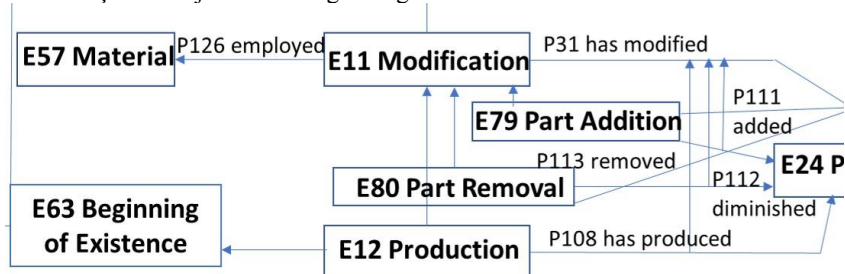 E57 Material
P126 employed
E11 Modification
P31 has modified
E79 Part Addition
P111
added
P113 removed
E24 P
E80 Part Removal
P112
diminished
E63 Beginning
of Existence
E12 Production
P108 has produced